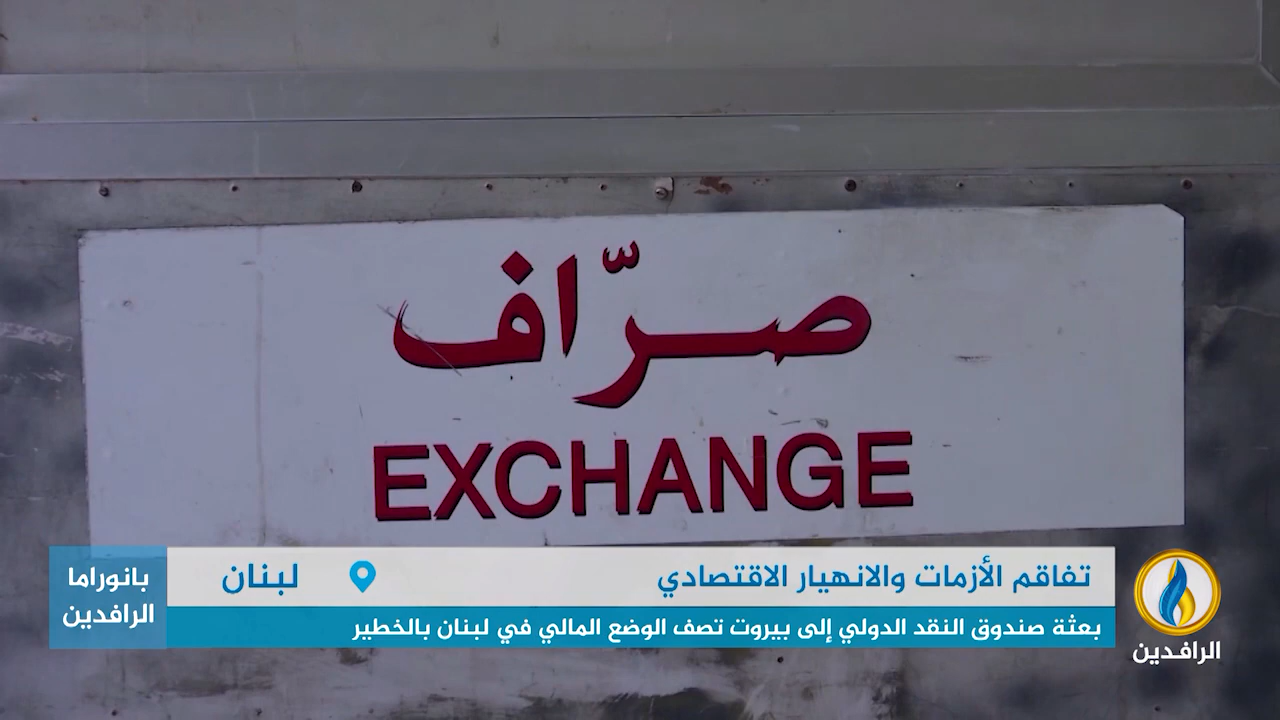 صرّاف
EXCHANGE
تفاقم الأزمات والانهيار الاقتصادي
لبنان
بعثة صندوق النقد الدولي إلى بيروت تصف الوضع المالي في لبنان بالخطير
بانوراما
الرافدين
الرافدين